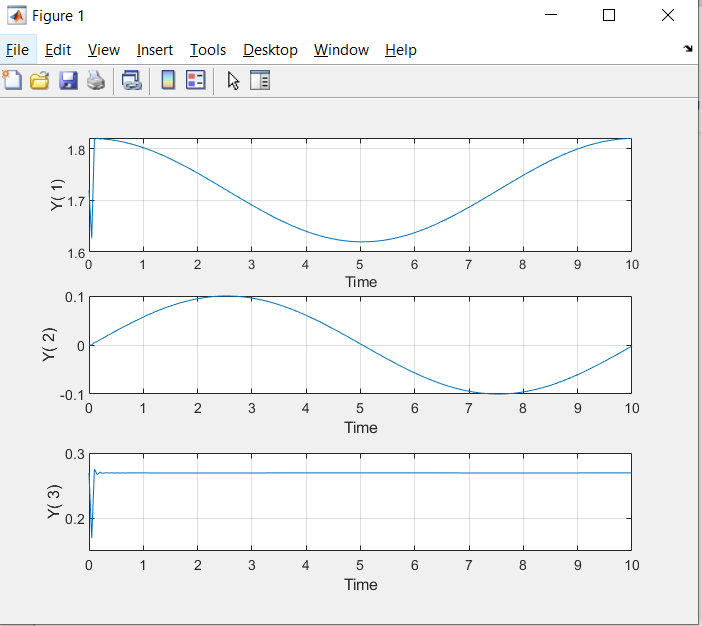 Figure 1
File Edit View Insert Tools Desktop Window Help
1.8
1.7
1.6
Y( 1)
0 1 2 3 4 5 6 7 8 9 10
Time
0.1
0
-0.1
Y( 2)
0 1 2 3 4 5 6 7 8 9 10
Time
0.3
0.2
Y( 3)
0 1 2 3 4 5 6 7 8 9 10
Time